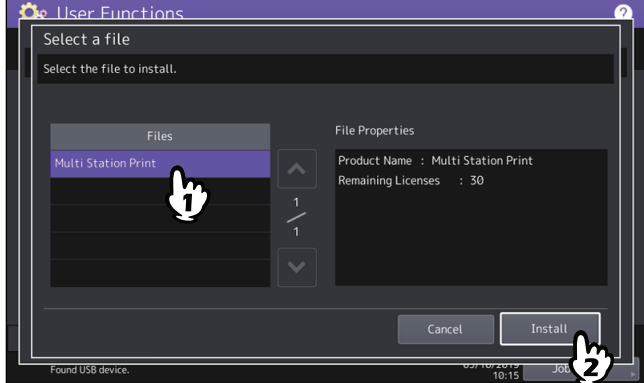 User Functions
?
Select a file
Select the file to install.
Files
File Properties
Multi Station Print
Product Name : Multi Station Print
Remaining Licenses : 30
1
1
1
Cancel
Install
2
Found USB device.
10:15